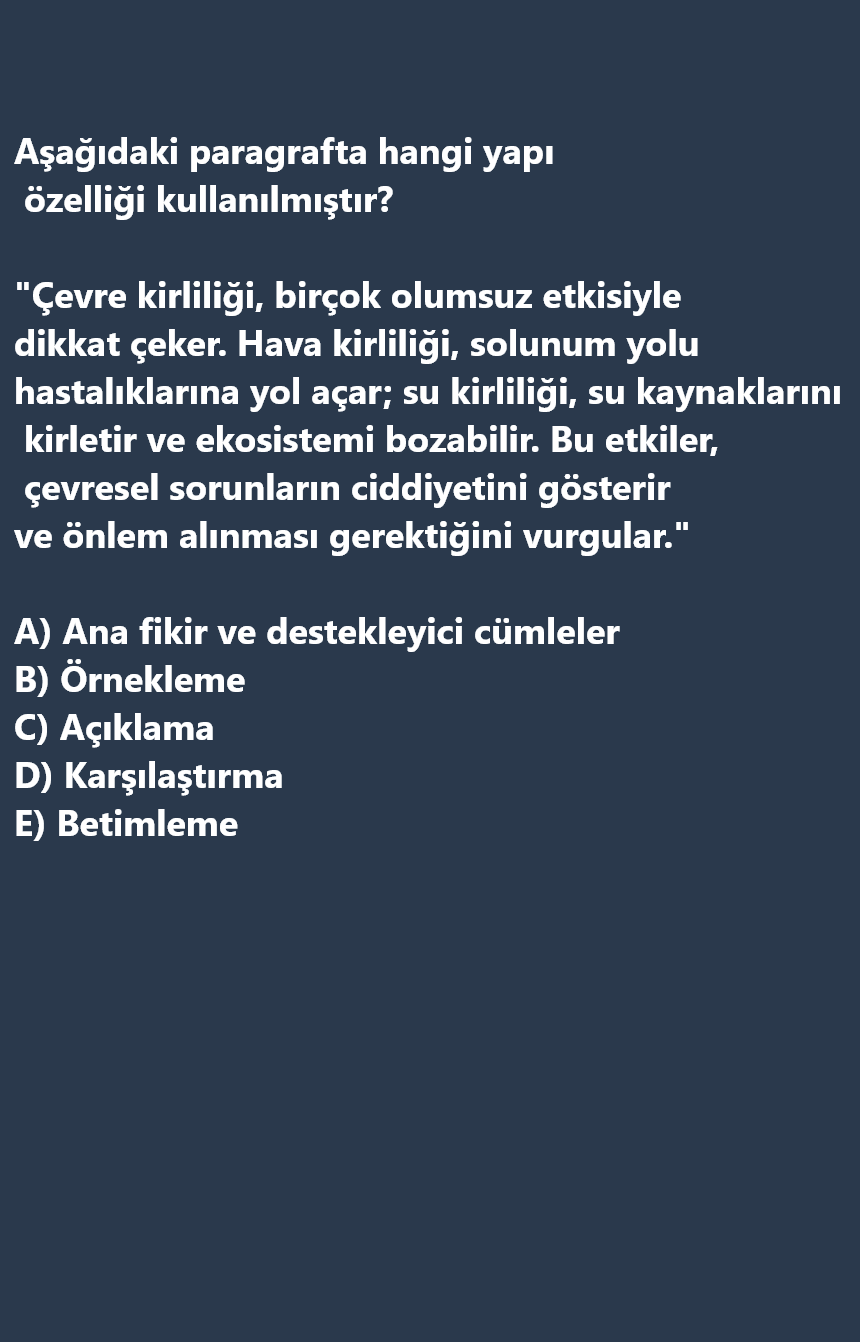 Aşağıdaki paragrafta hangi yapı
özelliği kullanılmıştır?
"Çevre kirliliği, birçok olumsuz etkisiyle
dikkat çeker. Hava kirliliği, solunum yolu
hastalıklarına yol açar; su kirliliği, su kaynaklarını
kirletir ve ekosistemi bozabilir. Bu etkiler,
çevresel sorunların ciddiyetini gösterir
ve önlem alınması gerektiğini vurgular."
A) Ana fikir ve destekleyici cümleler
B) Örnekleme
C) Açıklama
D) Karşılaştırma
E) Betimleme